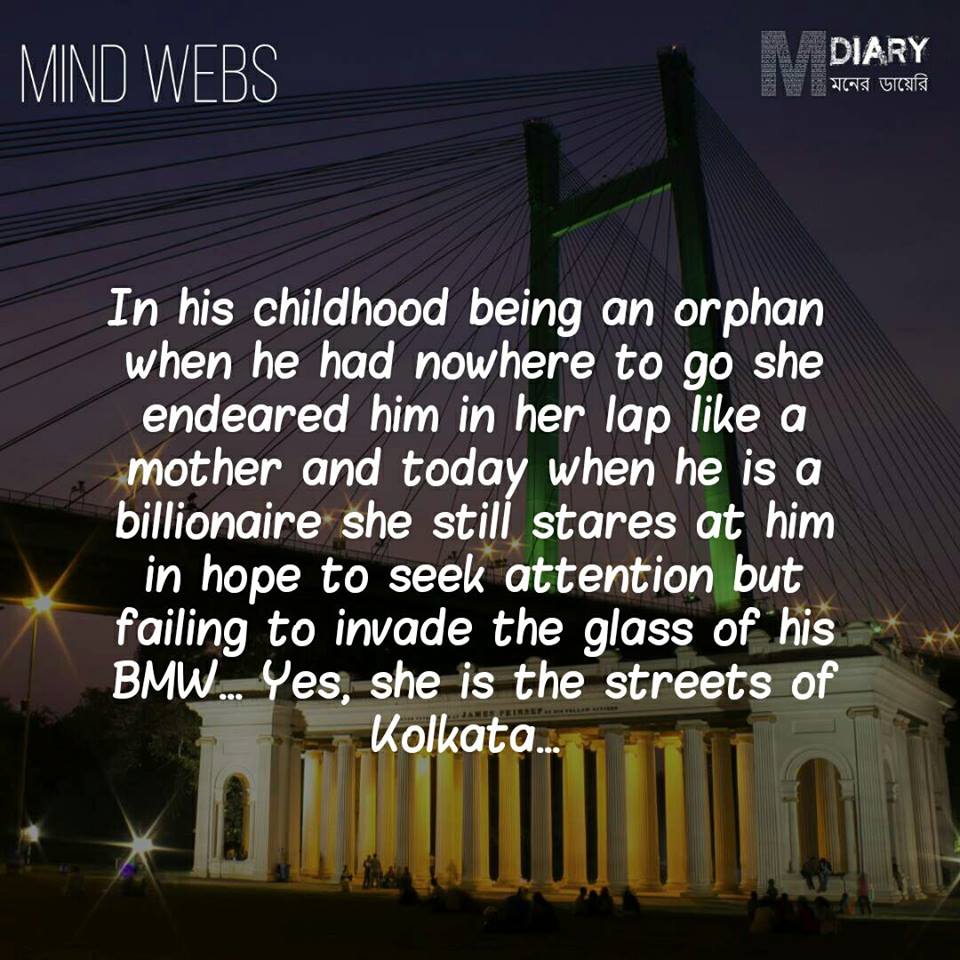 MIND WEBS
M DIARY
মনের ডায়েরি
In his childhood being an orphan
when he had nowhere to go she
endeared him in her lap like a
mother and today when he is a
billionaire she still stares at him
in hope to seek attention but
failing to invade the glass of his
BMW... Yes, she is the streets of
Kolkata...
JAMES PRINSEP